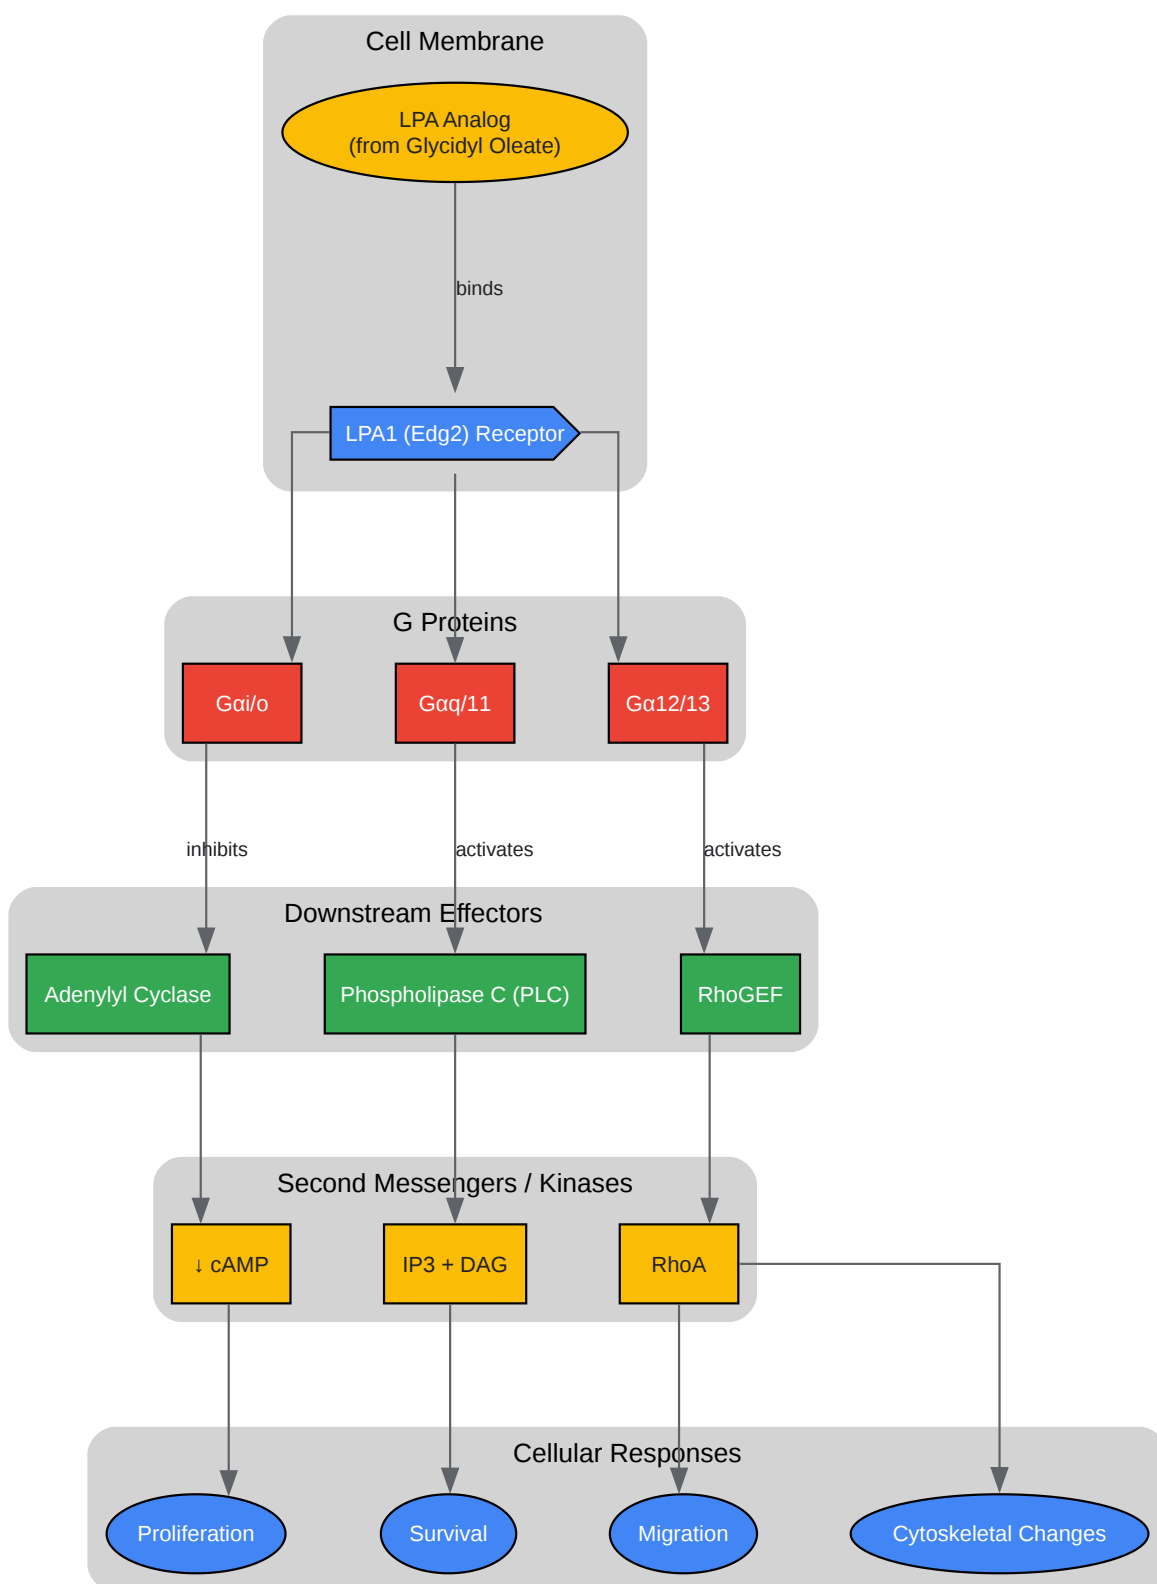 Cell Membrane
LPA Analog
(from Glycidyl Oleate)
binds
LPA1 (Edg2) Receptor
G Proteins
Gαi/o
Gαq/11
Gα12/13
inhibits
activates
activates
Downstream Effectors
Adenylyl Cyclase
Phospholipase C (PLC)
RhoGEF
Second Messengers / Kinases
↓ cAMP
IP3 + DAG
RhoA
Cellular Responses
Proliferation
Survival
Migration
Cytoskeletal Changes